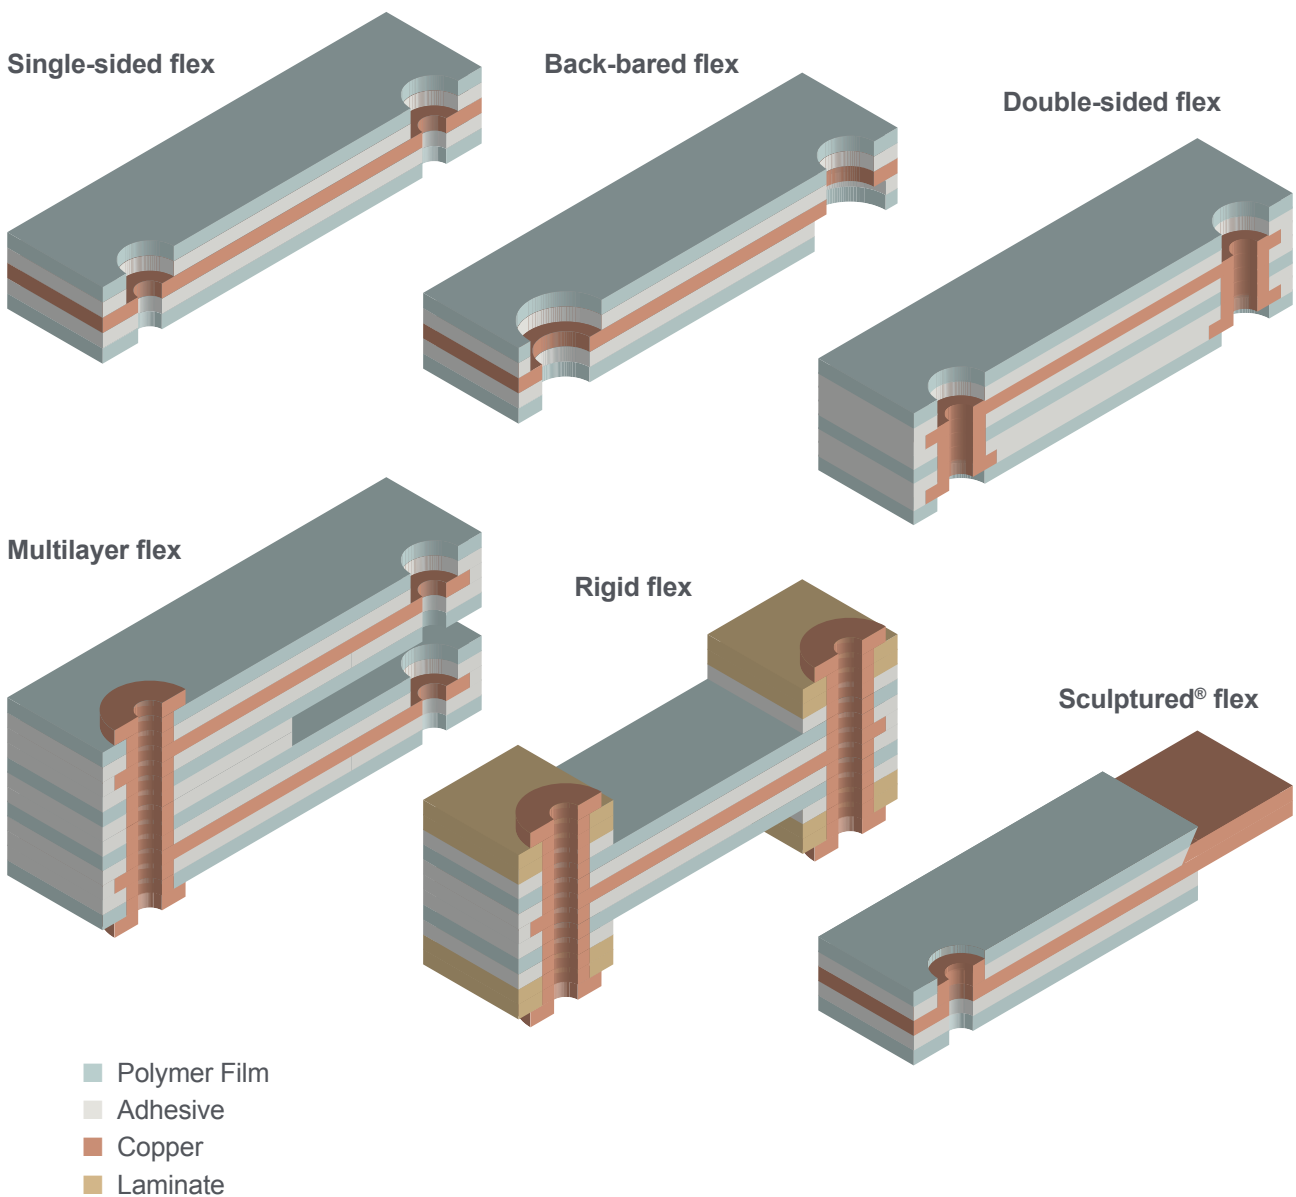 Single-sided flex
Back-bared flex
Double-sided flex
Multilayer flex
Rigid flex
Sculptured® flex
Polymer Film
Adhesive
Copper
Laminate